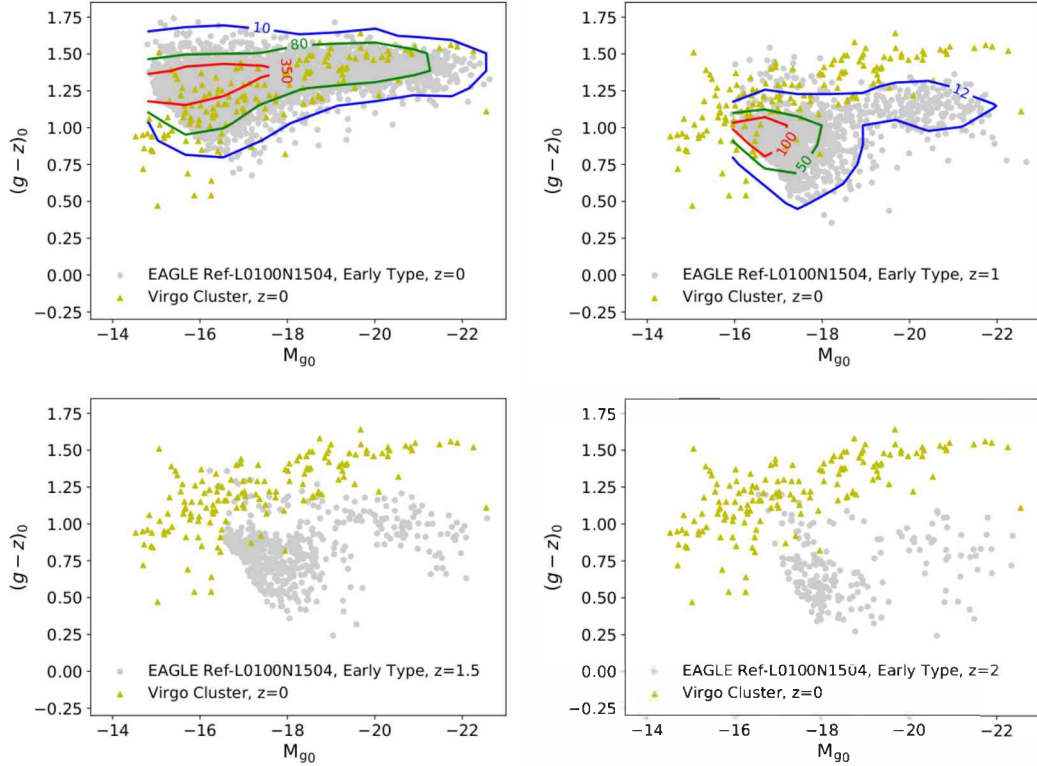 1.75
1.50
1.25
1.00
0.75
0.50
0.25
0.00
−0.25
(g − z)₀
10
80
350
EAGLE Ref-L0100N1504, Early Type, z=0
Virgo Cluster, z=0
−14 −16 −18 −20 −22
M_g0
1.75
1.50
1.25
1.00
0.75
0.50
0.25
0.00
−0.25
(g − z)₀
12
100
50
EAGLE Ref-L0100N1504, Early Type, z=1
Virgo Cluster, z=0
−14 −16 −18 −20 −22
M_g0
1.75
1.50
1.25
1.00
0.75
0.50
0.25
0.00
−0.25
(g − z)₀
EAGLE Ref-L0100N1504, Early Type, z=1.5
Virgo Cluster, z=0
−14 −16 −18 −20 −22
M_g0
1.75
1.50
1.25
1.00
0.75
0.50
0.25
0.00
−0.25
(g − z)₀
EAGLE Ref-L0100N1504, Early Type, z=2
Virgo Cluster, z=0
−14 −16 −18 −20 −22
M_g0